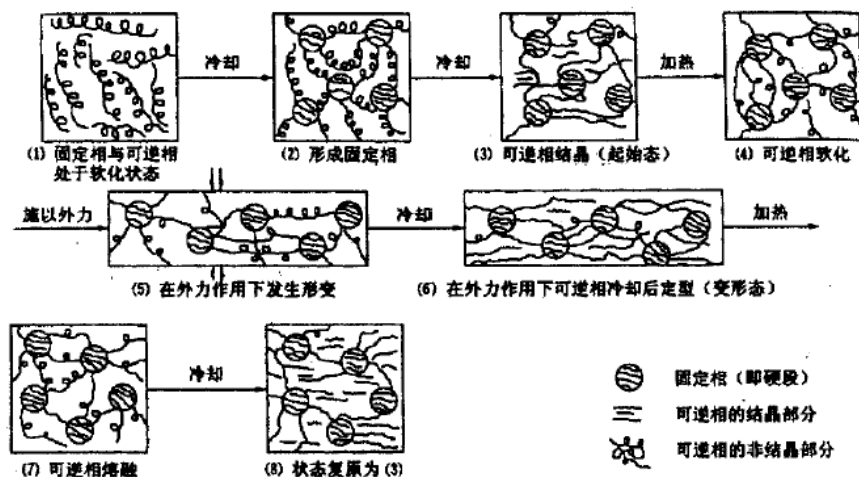 冷却
冷却
加热
(1) 固定相与可逆相
处于软化状态
(2) 形成固定相
(3) 可逆相结晶(起始态)
(4) 可逆相软化
施以外力
冷却
加热
(5) 在外力作用下发生形变
(6) 在外力作用下可逆相冷却后定型(变形态)
冷却
固定相(即硬段)
可逆相的结晶部分
可逆相的非结晶部分
(7) 可逆相熔融
(8) 状态复原为(3)